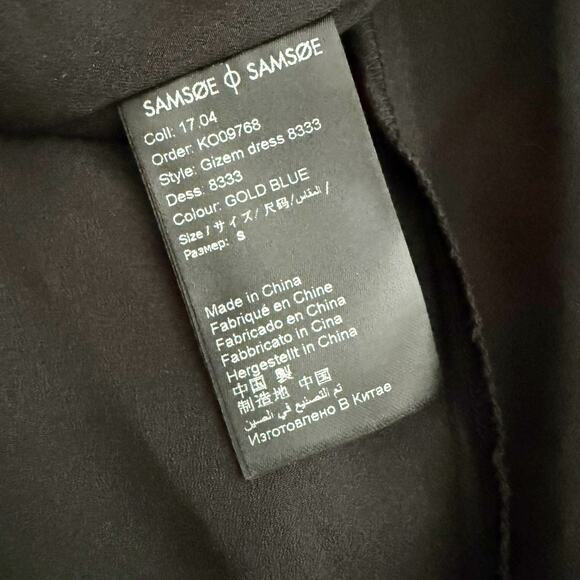 SAMSØE ϕ SAMSØE
Coll: 17.04
Order: KO09768
Style: Gizem dress 8333
Dess: 8333
Colour: GOLD BLUE
Size / サイズ / 尺码 / المقاس /
Размер: S
Made in China
Fabriqué en Chine
Fabricado en China
Fabbricato in Cina
Hergestellt in China
中国 製
制造地 中国
تم التصنيع في الصين
Изготовлено В Китае